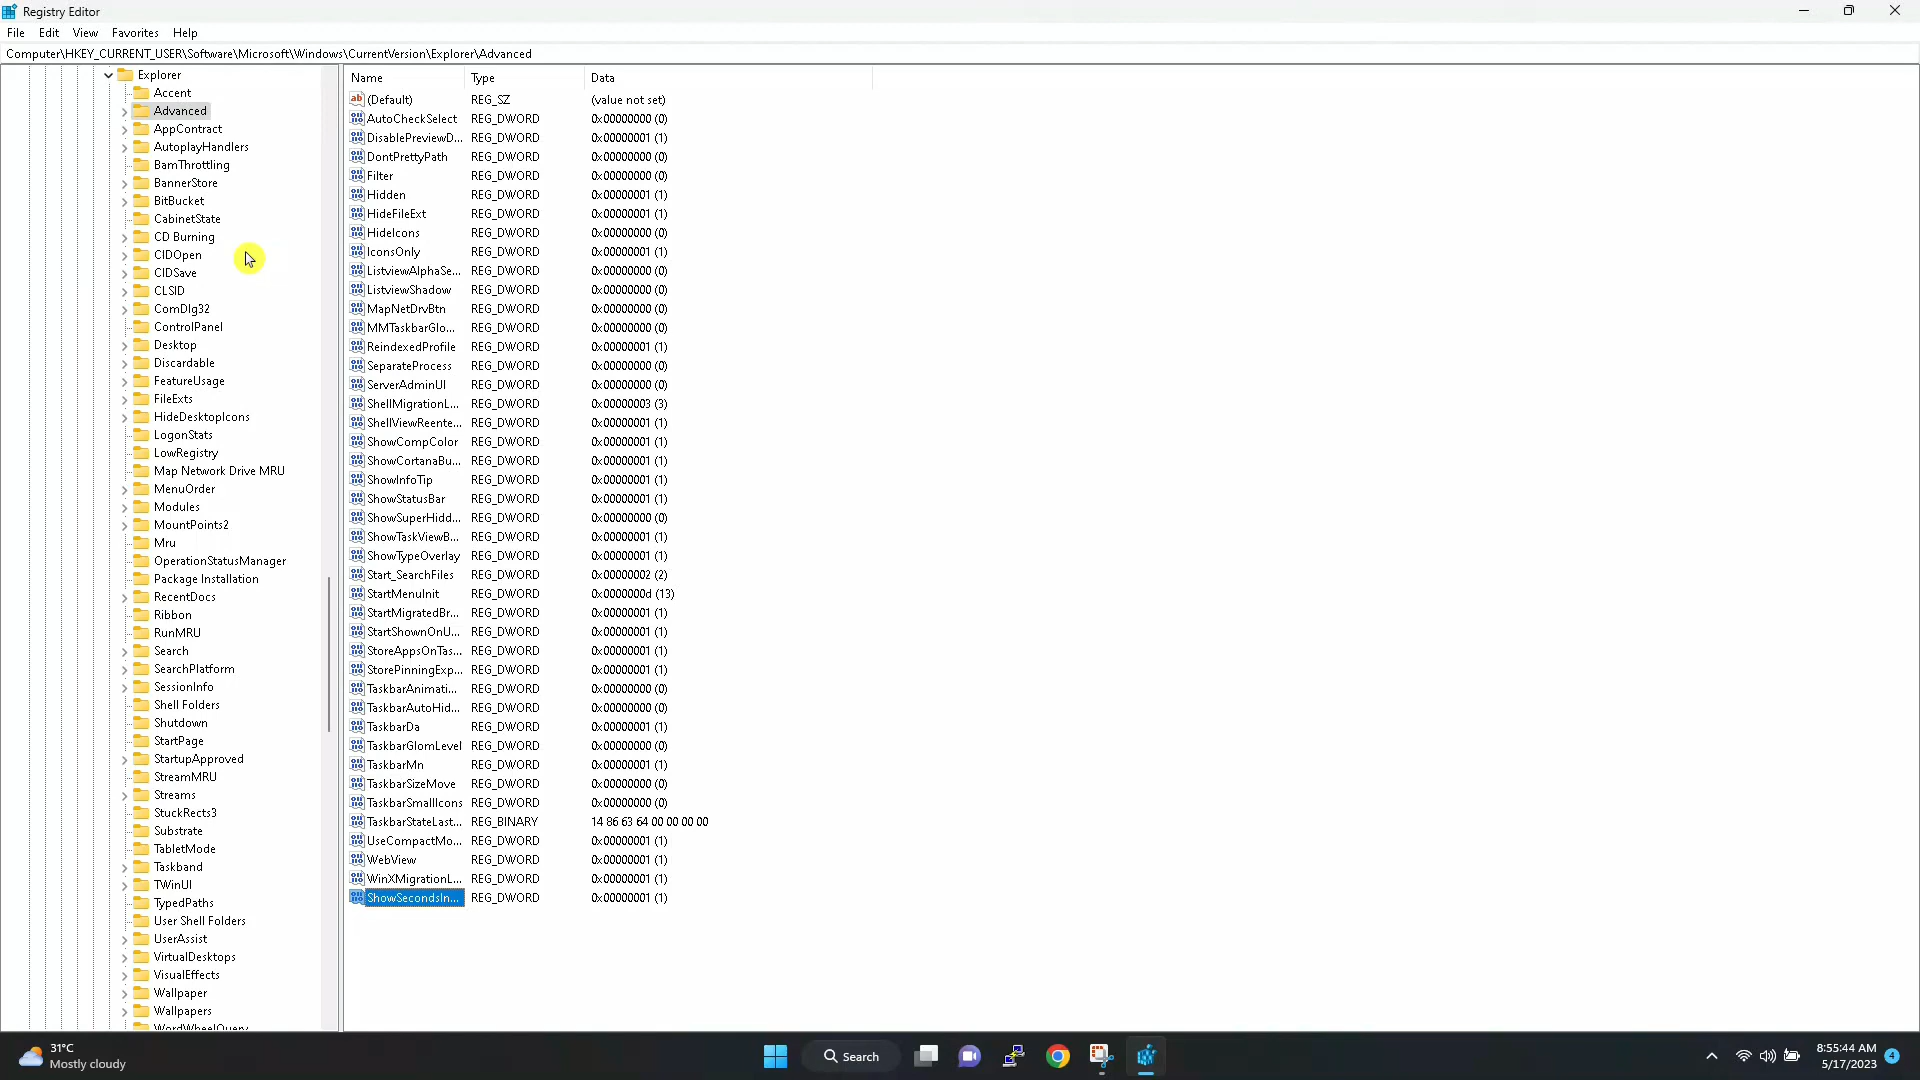 Registry Editor
File Edit View Favorites Help
Computer\HKEY_CURRENT_USER\Software\Microsoft\Windows\CurrentVersion\Explorer\Advanced
Explorer
Accent
Advanced
AppContract
AutoplayHandlers
BamThrottling
BannerStore
BitBucket
CabinetState
CD Burning
CIDOpen
CIDSave
CLSID
ComDlg32
ControlPanel
Desktop
Discardable
FeatureUsage
FileExts
HideDesktopIcons
LogonStats
LowRegistry
Map Network Drive MRU
MenuOrder
Modules
MountPoints2
Mru
OperationStatusManager
Package Installation
RecentDocs
Ribbon
RunMRU
Search
SearchPlatform
SessionInfo
Shell Folders
Shutdown
StartPage
StartupApproved
StreamMRU
Streams
StuckRects3
Substrate
TabletMode
Taskband
TWinUI
TypedPaths
User Shell Folders
UserAssist
VirtualDesktops
VisualEffects
Wallpaper
Wallpapers
WordWheelQuery
Name Type Data
(Default) REG_SZ (value not set)
AutoCheckSelect REG_DWORD 0x00000000 (0)
DisablePreviewD... REG_DWORD 0x00000001 (1)
DontPrettyPath REG_DWORD 0x00000000 (0)
Filter REG_DWORD 0x00000000 (0)
Hidden REG_DWORD 0x00000001 (1)
HideFileExt REG_DWORD 0x00000001 (1)
HideIcons REG_DWORD 0x00000000 (0)
IconsOnly REG_DWORD 0x00000001 (1)
ListviewAlphaSe... REG_DWORD 0x00000000 (0)
ListviewShadow REG_DWORD 0x00000000 (0)
MapNetDrvBtn REG_DWORD 0x00000000 (0)
MMTaskbarGlo... REG_DWORD 0x00000000 (0)
ReindexedProfile REG_DWORD 0x00000001 (1)
SeparateProcess REG_DWORD 0x00000000 (0)
ServerAdminUI REG_DWORD 0x00000000 (0)
ShellMigrationL... REG_DWORD 0x00000003 (3)
ShellViewReente... REG_DWORD 0x00000001 (1)
ShowCompColor REG_DWORD 0x00000001 (1)
ShowCortanaBu... REG_DWORD 0x00000001 (1)
ShowInfoTip REG_DWORD 0x00000001 (1)
ShowStatusBar REG_DWORD 0x00000001 (1)
ShowSuperHidd... REG_DWORD 0x00000000 (0)
ShowTaskViewB... REG_DWORD 0x00000001 (1)
ShowTypeOverlay REG_DWORD 0x00000001 (1)
Start_SearchFiles REG_DWORD 0x00000002 (2)
StartMenuInit REG_DWORD 0x0000000d (13)
StartMigratedBr... REG_DWORD 0x00000001 (1)
StartShownOnU... REG_DWORD 0x00000001 (1)
StoreAppsOnTas... REG_DWORD 0x00000001 (1)
StorePinningExp... REG_DWORD 0x00000001 (1)
TaskbarAnimati... REG_DWORD 0x00000000 (0)
TaskbarAutoHid... REG_DWORD 0x00000000 (0)
TaskbarDa REG_DWORD 0x00000001 (1)
TaskbarGlomLevel REG_DWORD 0x00000000 (0)
TaskbarMn REG_DWORD 0x00000001 (1)
TaskbarSizeMove REG_DWORD 0x00000000 (0)
TaskbarSmallIcons REG_DWORD 0x00000000 (0)
TaskbarStateLast... REG_BINARY 14 86 63 64 00 00 00 00
UseCompactMo... REG_DWORD 0x00000001 (1)
WebView REG_DWORD 0x00000001 (1)
WinXMigrationL... REG_DWORD 0x00000001 (1)
ShowSecondsIn... REG_DWORD 0x00000001 (1)
31°C
Mostly cloudy
Search
8:55:44 AM
5/17/2023
4